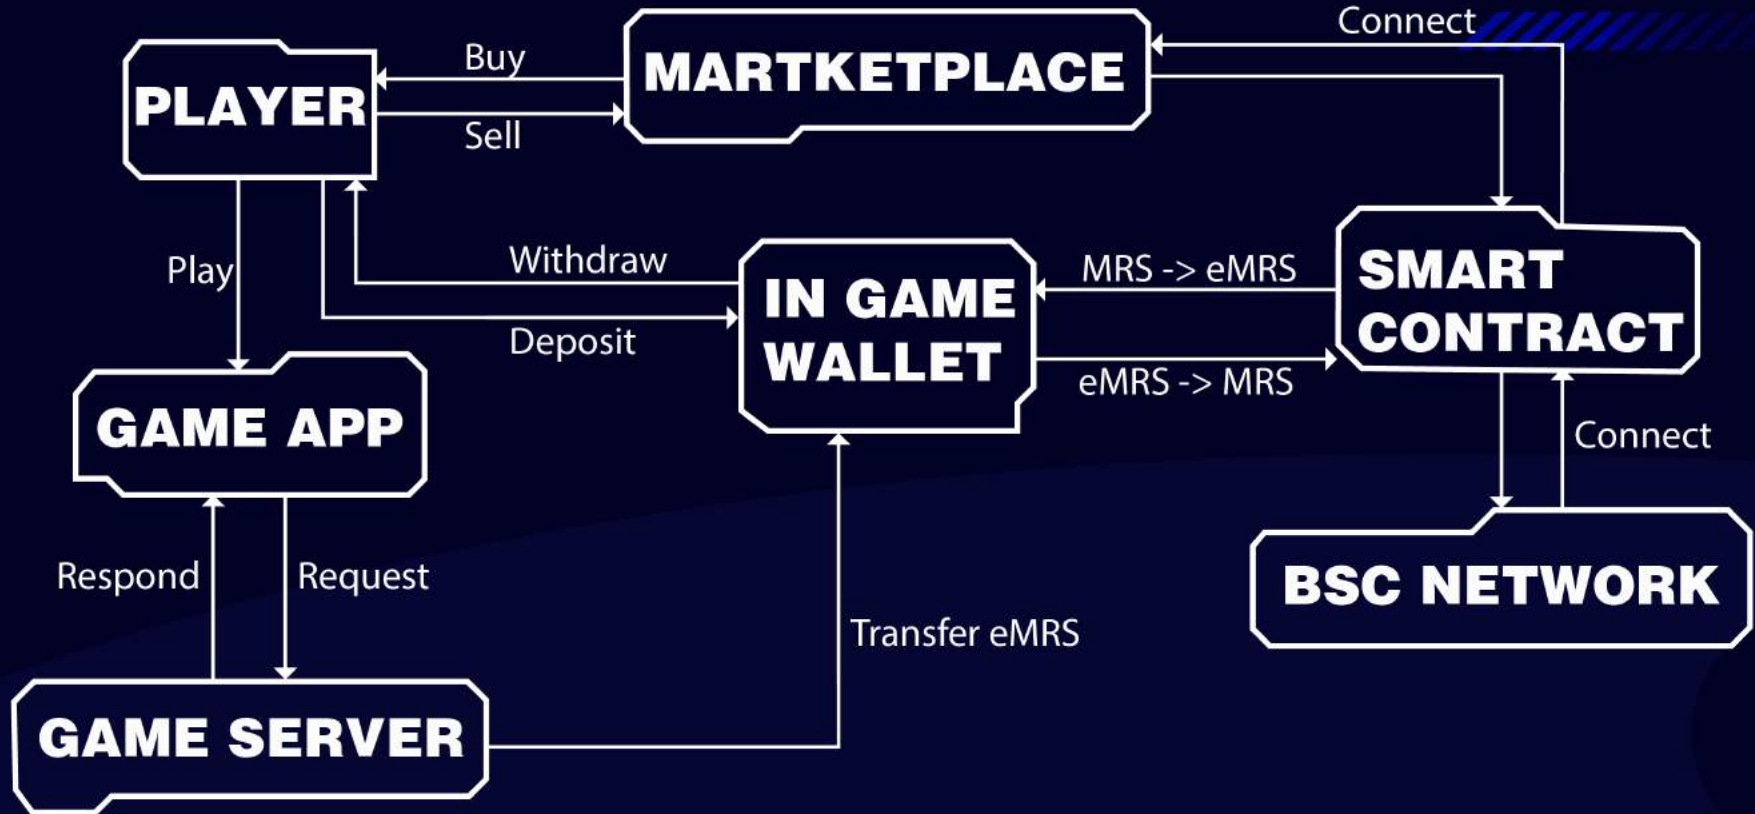 Connect
Buy
MARTKETPLACE
PLAYER
Sell
Withdraw
MRS -> eMRS
SMART
CONTRACT
Play
IN GAME
WALLET
Deposit
eMRS -> MRS
GAME APP
Connect
Respond
Request
BSC NETWORK
Transfer eMRS
GAME SERVER